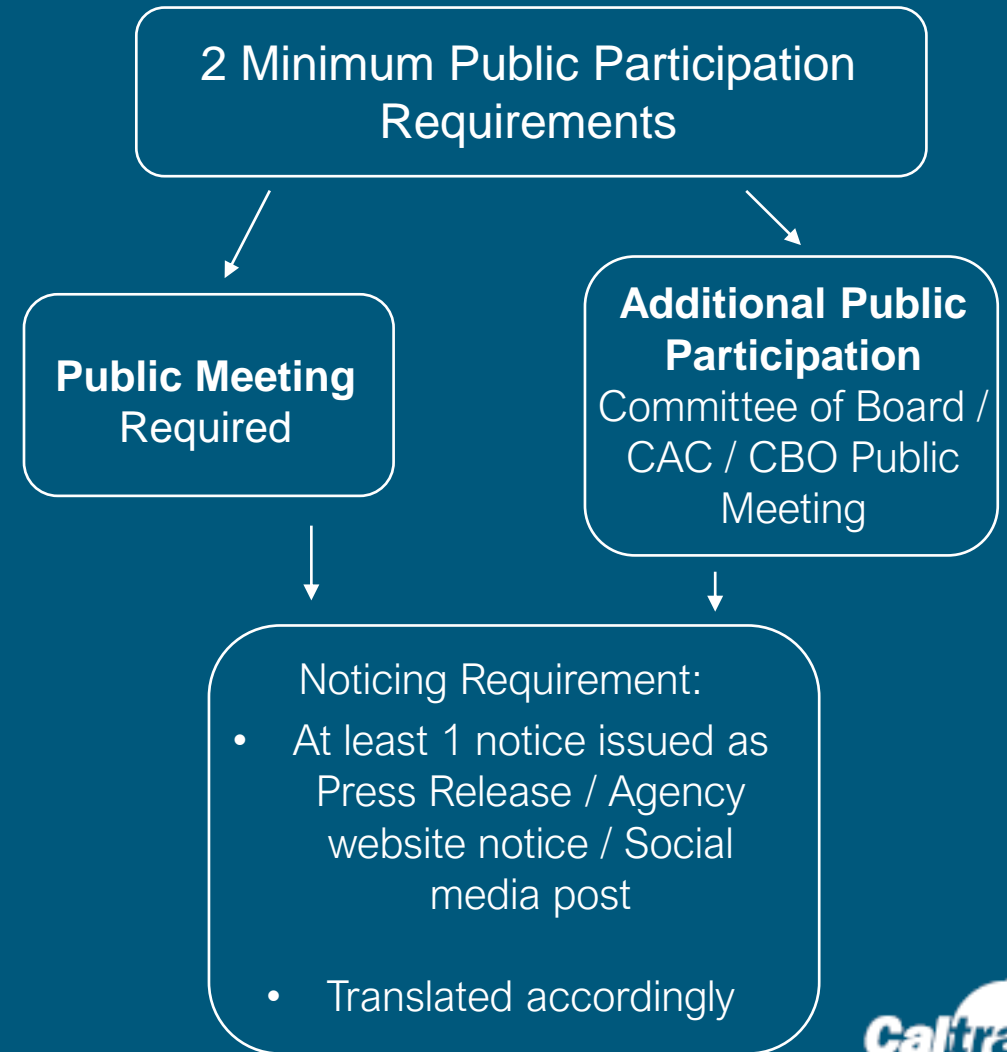 2 Minimum Public Participation
Requirements
Public Meeting
Required
Additional Public
Participation
Committee of Board /
CAC / CBO Public
Meeting
Noticing Requirement:
• At least 1 notice issued as
Press Release / Agency
website notice / Social
media post
• Translated accordingly